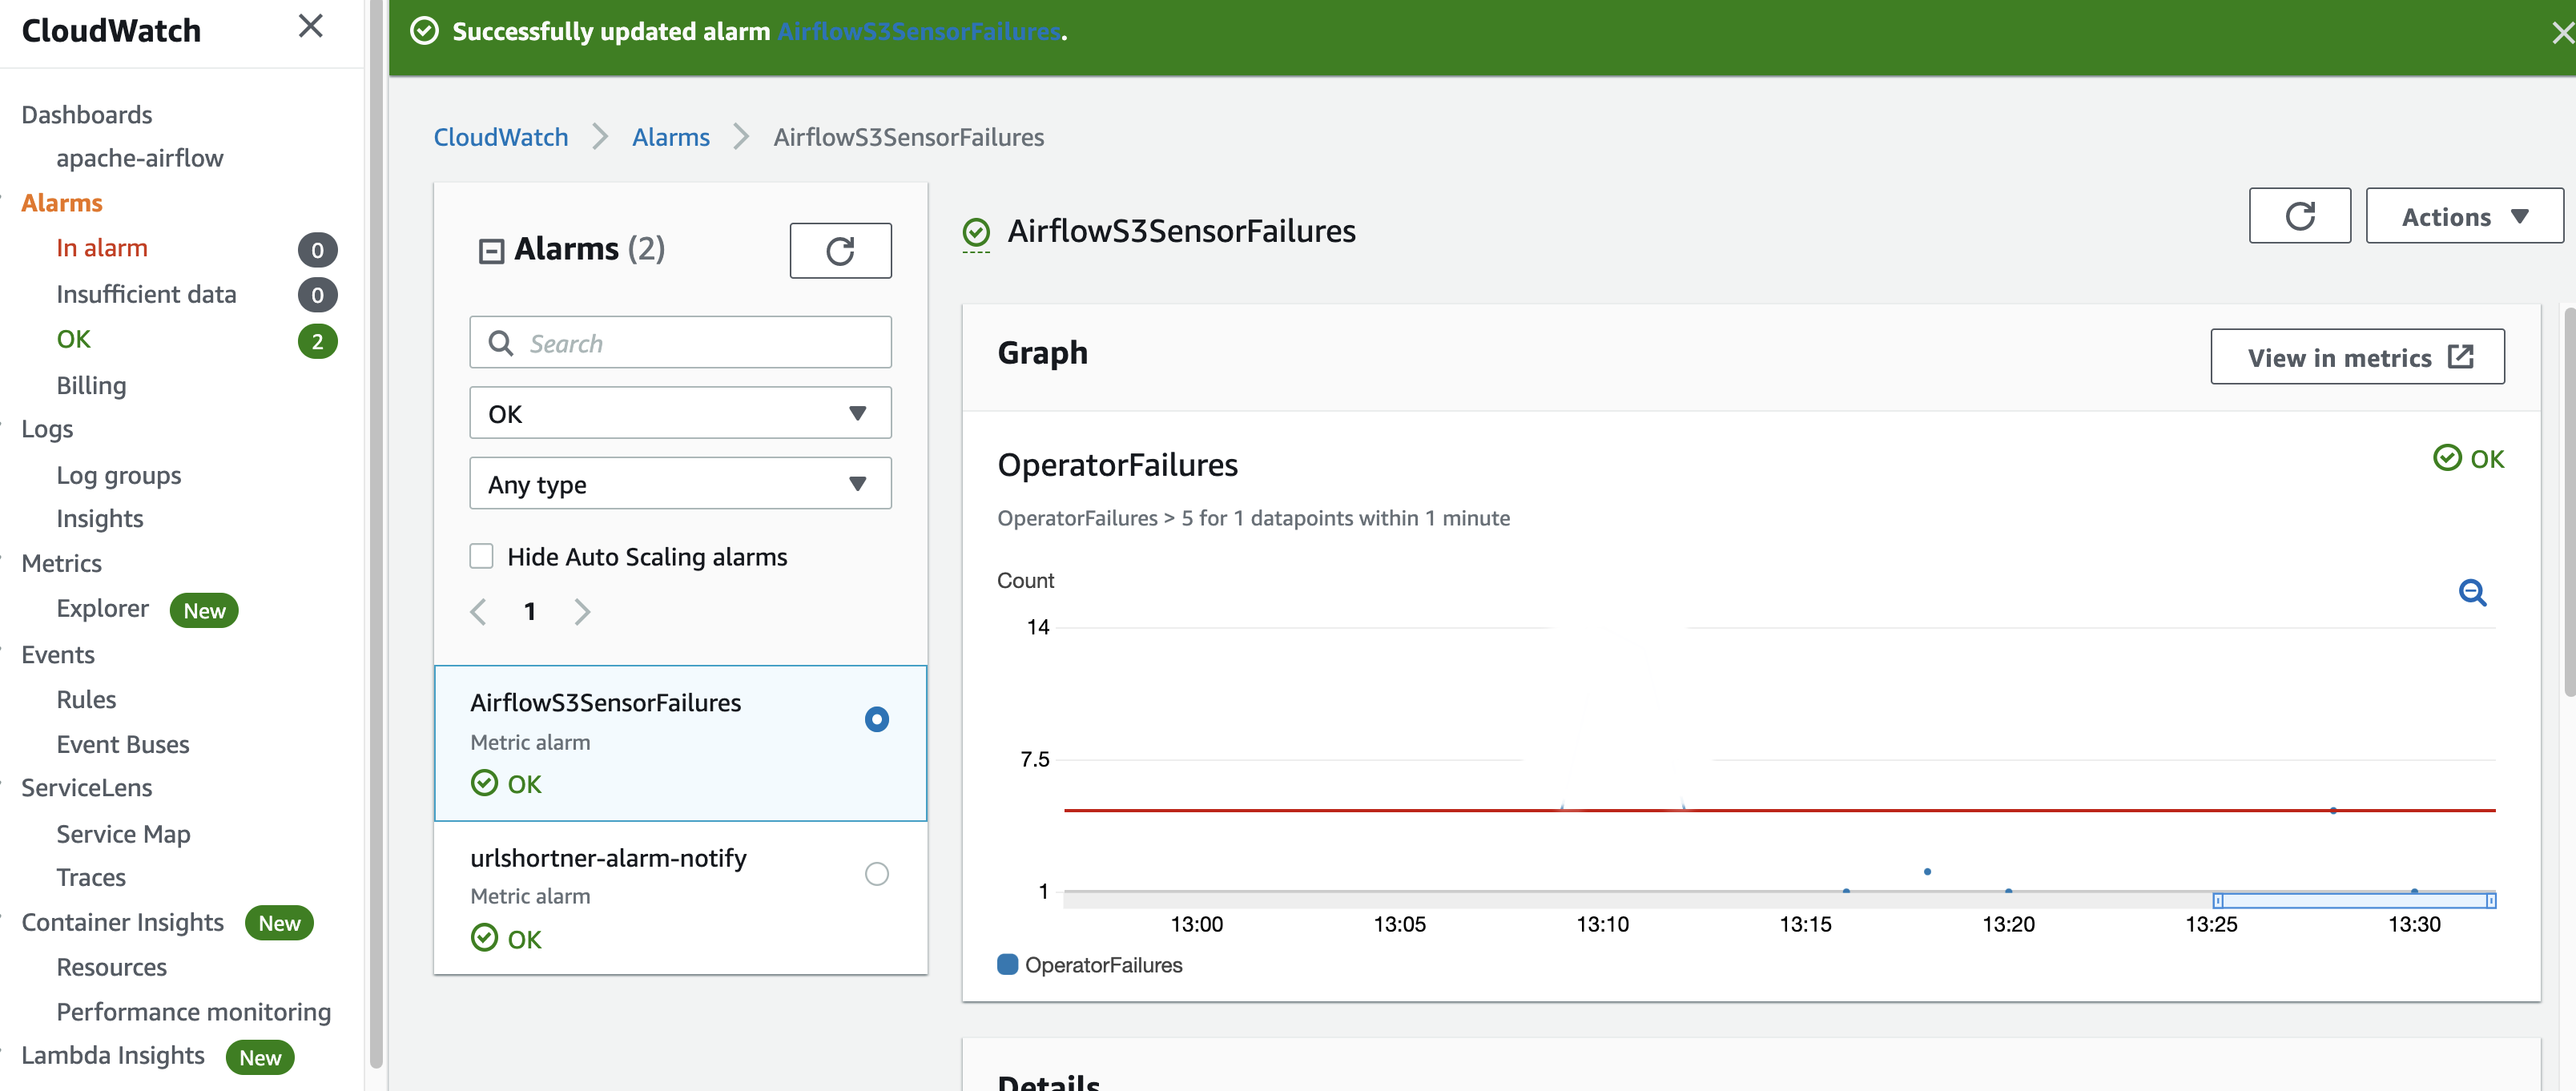 CloudWatch
Dashboards
apache-airflow
Alarms
In alarm 0
Insufficient data 0
OK 2
Billing
Logs
Log groups
Insights
Metrics
Explorer New
Events
Rules
Event Buses
ServiceLens
Service Map
Traces
Container Insights New
Resources
Performance monitoring
Lambda Insights New
Successfully updated alarm AirflowS3SensorFailures.
CloudWatch Alarms AirflowS3SensorFailures
Alarms (2)
Search
OK
Any type
Hide Auto Scaling alarms
1
AirflowS3SensorFailures
Metric alarm
OK
urlshortner-alarm-notify
Metric alarm
OK
AirflowS3SensorFailures
Actions
Graph
View in metrics
OperatorFailures
OK
OperatorFailures > 5 for 1 datapoints within 1 minute
Count
14
7.5
1
13:00 13:05 13:10 13:15 13:20 13:25 13:30
OperatorFailures
Details